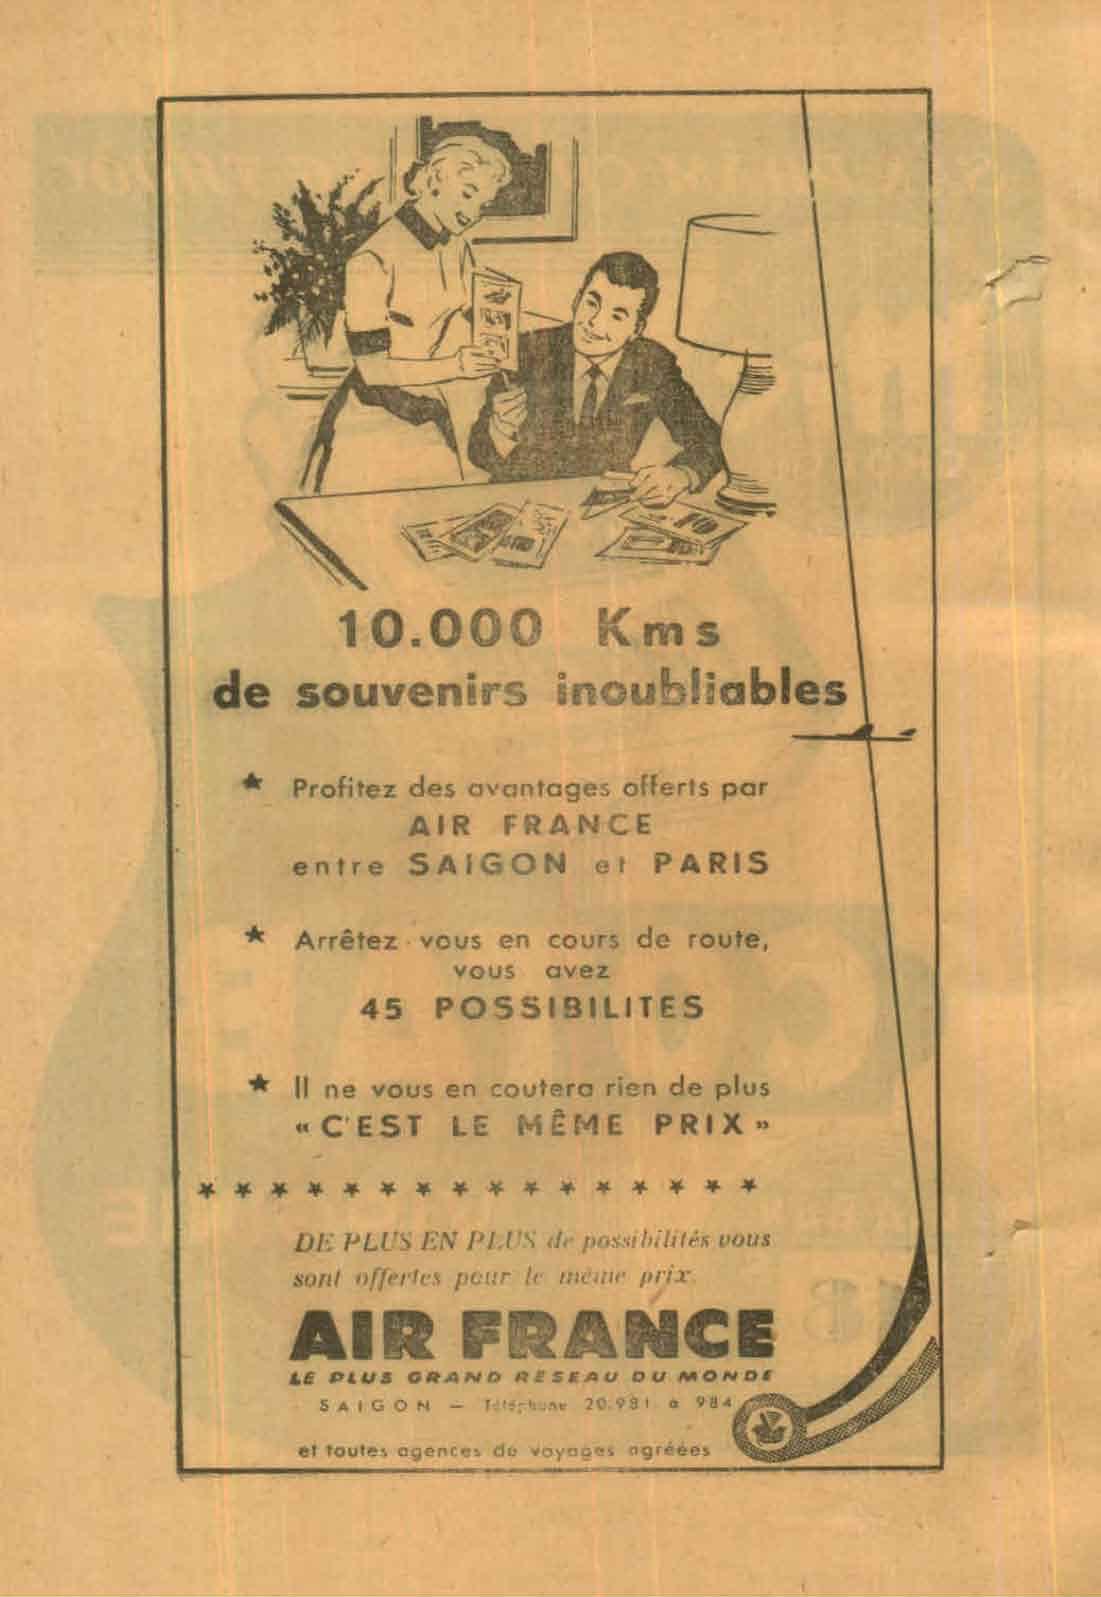 10.000 Kms
de souvenirs inoubliables
★ Profitez des avantages offerts par
AIR FRANCE
entre SAIGON et PARIS
★ Arrêtez-vous en cours de route,
vous avez
45 POSSIBILITES
★ Il ne vous en coutera rien de plus
« C'EST LE MÊME PRIX »
DE PLUS EN PLUS de possibilités vous
sont offertes pour le même prix.
AIR FRANCE
LE PLUS GRAND RÉSEAU DU MONDE
SAIGON — Téléphone 20.981 à 984
et toutes agences de voyages agréées